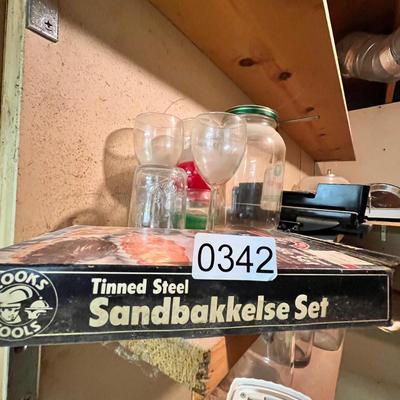 0342
Tinned Steel
Sandbakkelse Set
COOKS
TOOLS